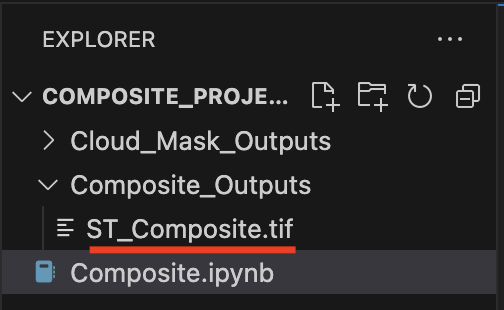 EXPLORER
COMPOSITE_PROJE...
Cloud_Mask_Outputs
Composite_Outputs
ST_Composite.tif
Composite.ipynb